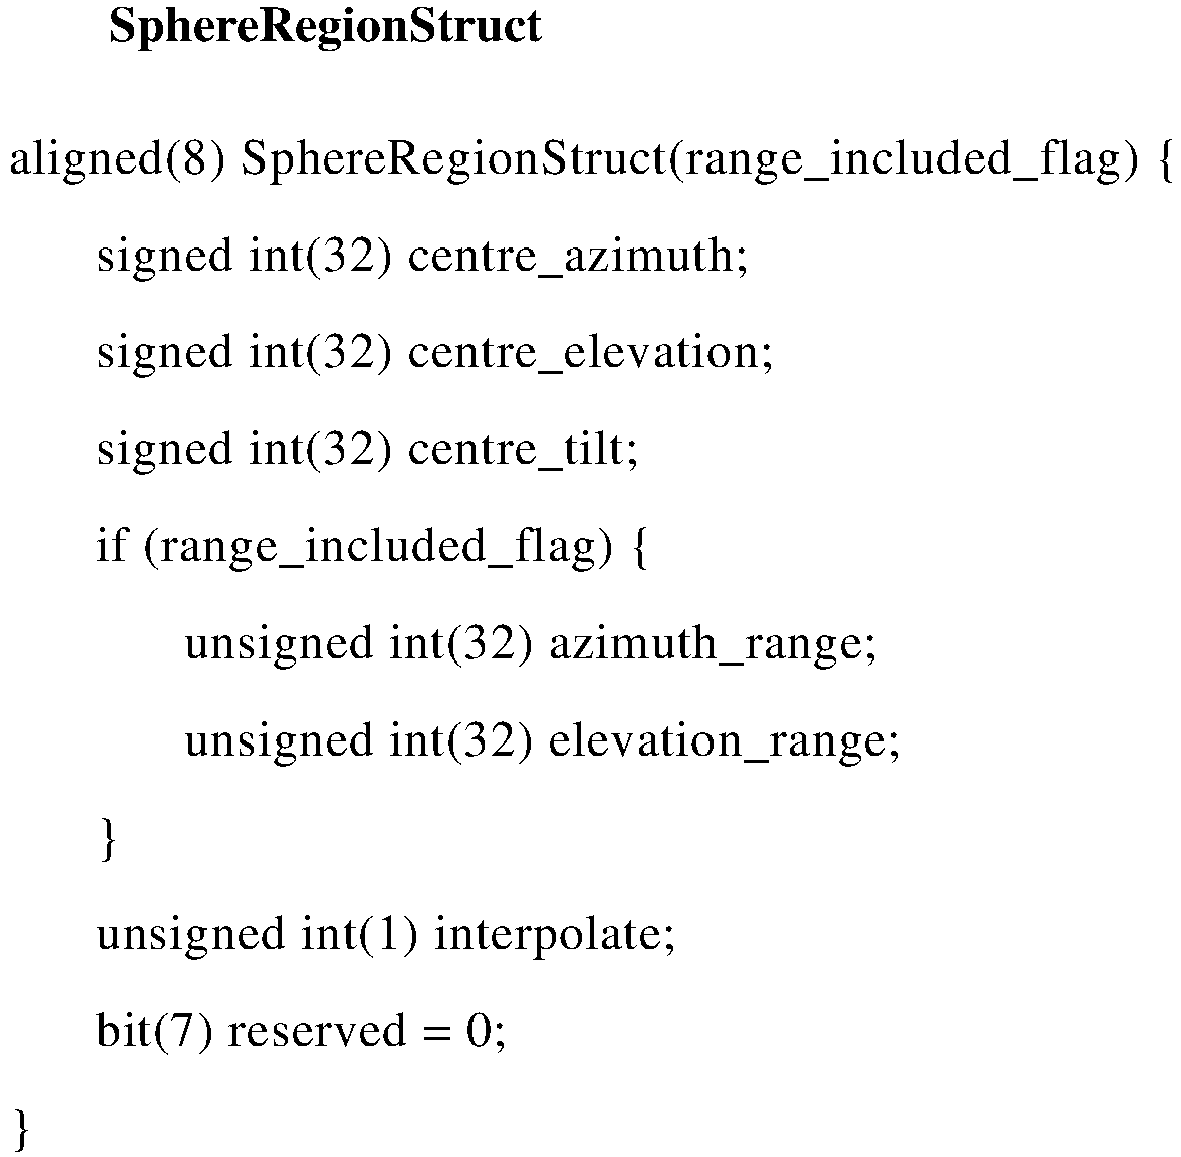 SphereRegionStruct
aligned(8) SphereRegionStruct(range_included_flag) {
signed int(32) centre_azimuth;
signed int(32) centre_elevation;
signed int(32) centre_tilt;
if (range_included_flag) {
unsigned int(32) azimuth_range;
unsigned int(32) elevation_range;
}
unsigned int(1) interpolate;
bit(7) reserved = 0;
}